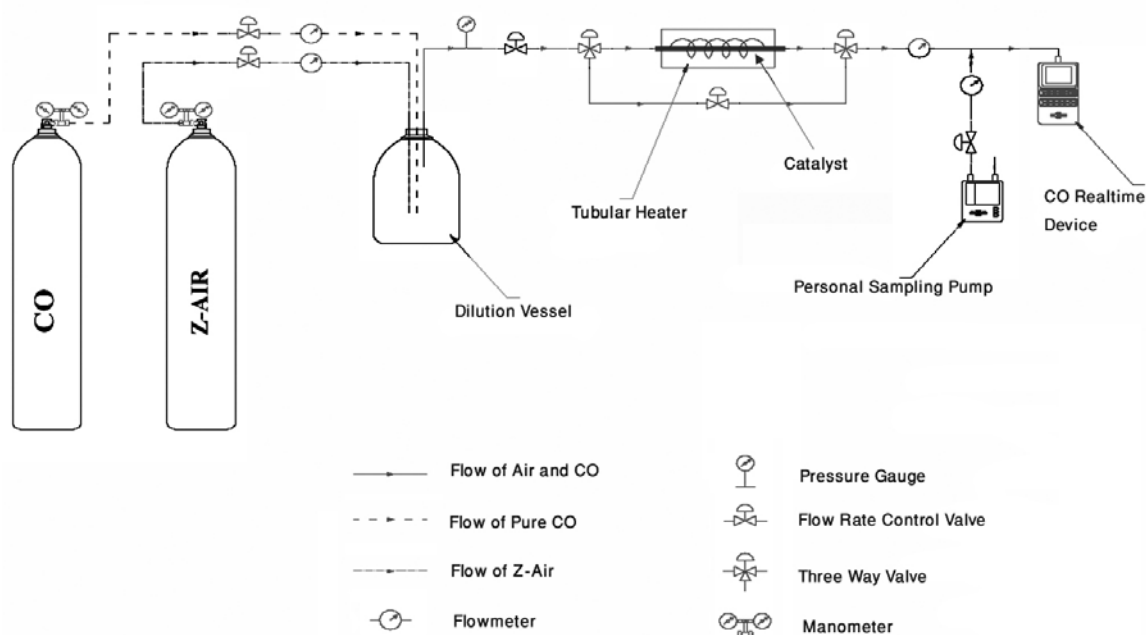 CO
Z-AIR
Catalyst
Tubular Heater
Dilution Vessel
Personal Sampling Pump
CO Realtime
Device
Flow of Air and CO
Flow of Pure CO
Flow of Z-Air
Flowmeter
Pressure Gauge
Flow Rate Control Valve
Three Way Valve
Manometer